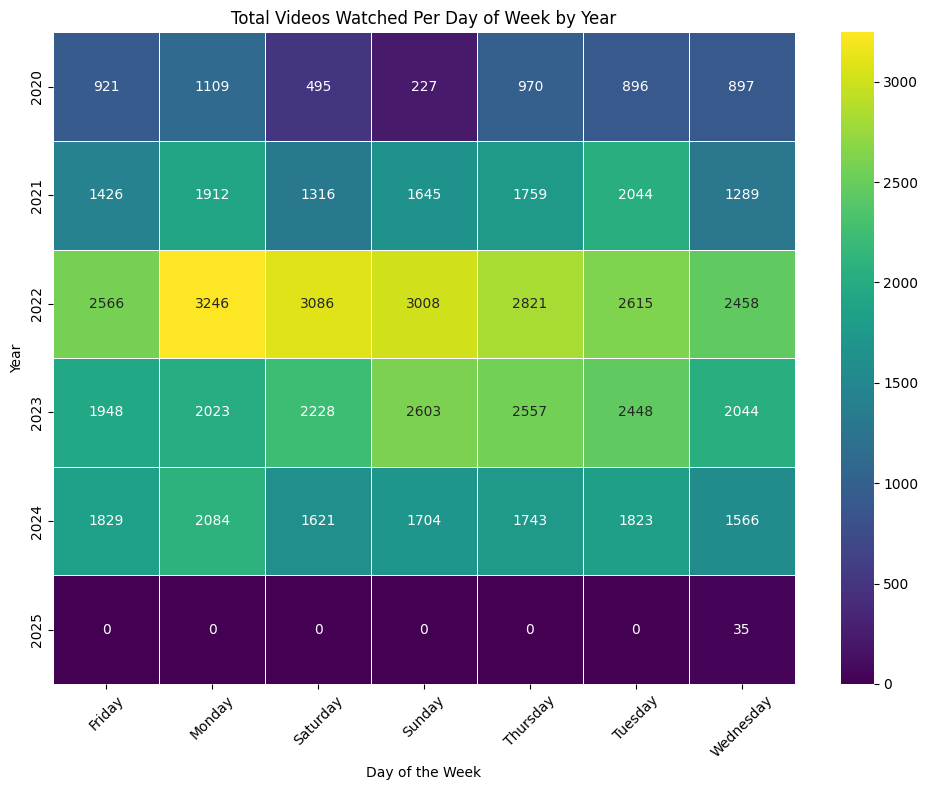 Total Videos Watched Per Day of Week by Year
2020 921 1109 495 227 970 896 897
2021 1426 1912 1316 1645 1759 2044 1289
2022 2566 3246 3086 3008 2821 2615 2458
2023 1948 2023 2228 2603 2557 2448 2044
2024 1829 2084 1621 1704 1743 1823 1566
2025 0 0 0 0 0 0 35
Year
Friday Monday Saturday Sunday Thursday Tuesday Wednesday
Day of the Week
3000
2500
2000
1500
1000
500
0